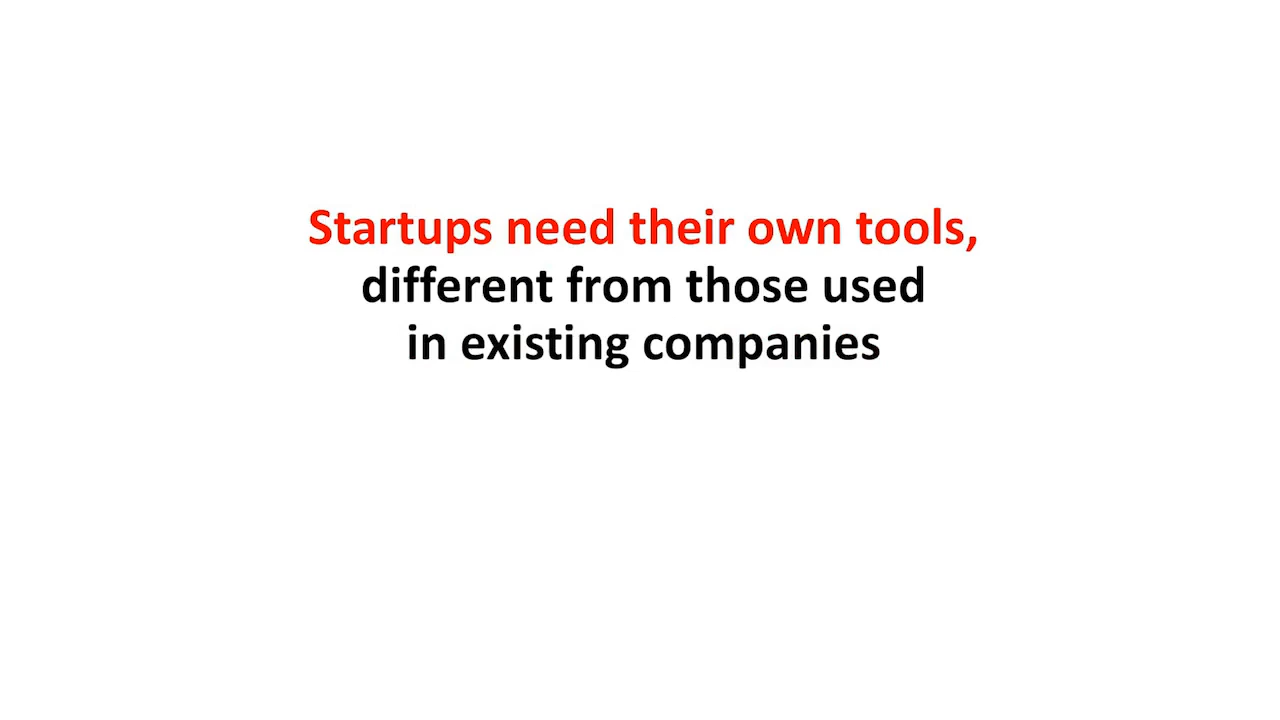 Startups need their own tools,
different from those used
in existing companies